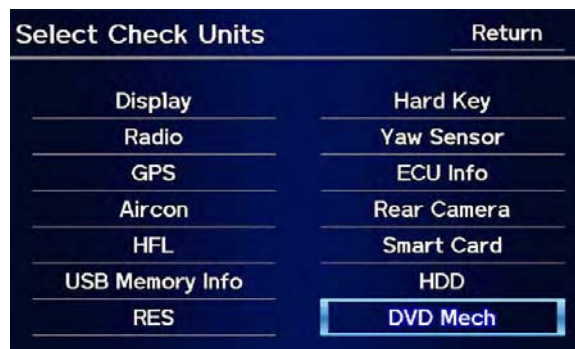 Select Check Units
Return
Display
Hard Key
Radio
Yaw Sensor
GPS
ECU Info
Aircon
Rear Camera
HFL
Smart Card
USB Memory Info
HDD
RES
DVD Mech